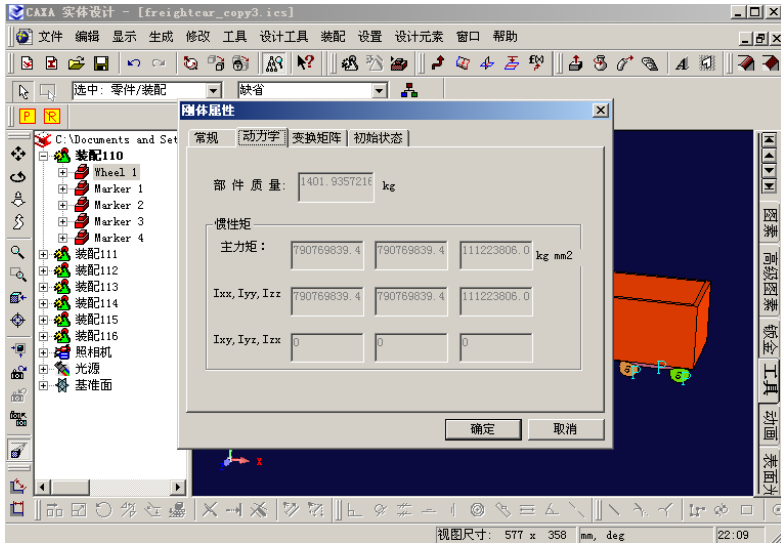 CAXA 实体设计 - [freightcar_copy3.ics]
文件 编辑 显示 生成 修改 工具 设计工具 装配 设置 设计元素 窗口 帮助
选中: 零件/装配 缺省
P R
刚体属性
常规 动力学 变换矩阵 初始状态
C:\Documents and Set
装配110
Wheel 1
Marker 1
Marker 2
Marker 3
Marker 4
装配111
装配112
装配113
装配114
装配115
装配116
照相机
光源
基准面
部 件 质 量: 1401.9357216 kg
惯性矩
主力矩: 790769839.4 790769839.4 111223806.0 kg mm2
Ixx,Iyy,Izz 790769839.4 790769839.4 111223806.0
Ixy,Iyz,Izx 0 0 0
确定 取消
图素
高级图素
钣金
工具
动画
X
视图尺寸: 577 x 358 mm, deg 22:09